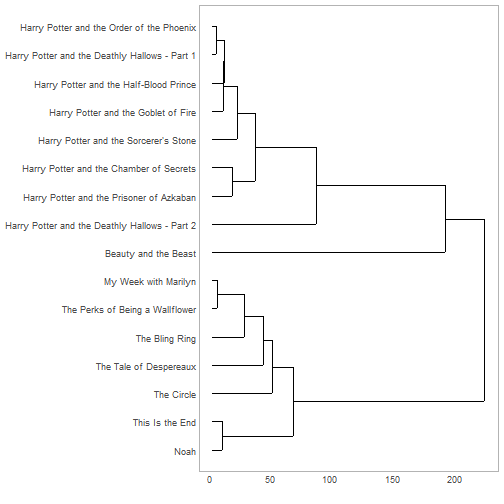 Harry Potter and the Order of the Phoenix
Harry Potter and the Deathly Hallows - Part 1
Harry Potter and the Half-Blood Prince
Harry Potter and the Goblet of Fire
Harry Potter and the Sorcerer's Stone
Harry Potter and the Chamber of Secrets
Harry Potter and the Prisoner of Azkaban
Harry Potter and the Deathly Hallows - Part 2
Beauty and the Beast
My Week with Marilyn
The Perks of Being a Wallflower
The Bling Ring
The Tale of Despereaux
The Circle
This Is the End
Noah
0 50 100 150 200